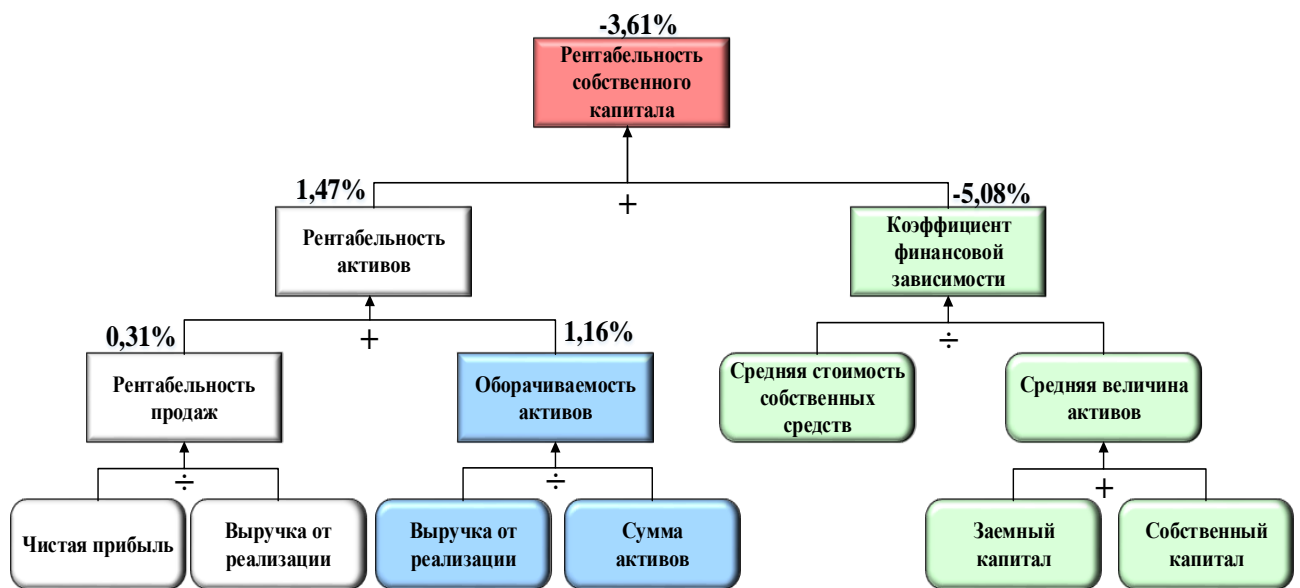 -3,61%
Рентабельность
собственного
капитала
1,47%
+
-5,08%
Рентабельность
активов
Коэффициент
финансовой
зависимости
0,31%
+
1,16%
÷
Рентабельность
продаж
Оборачиваемость
активов
Средняя стоимость
собственных
средств
Средняя величина
активов
÷
÷
+
Чистая прибыль
Выручка от
реализации
Выручка от
реализации
Сумма
активов
Заемный
капитал
Собственный
капитал